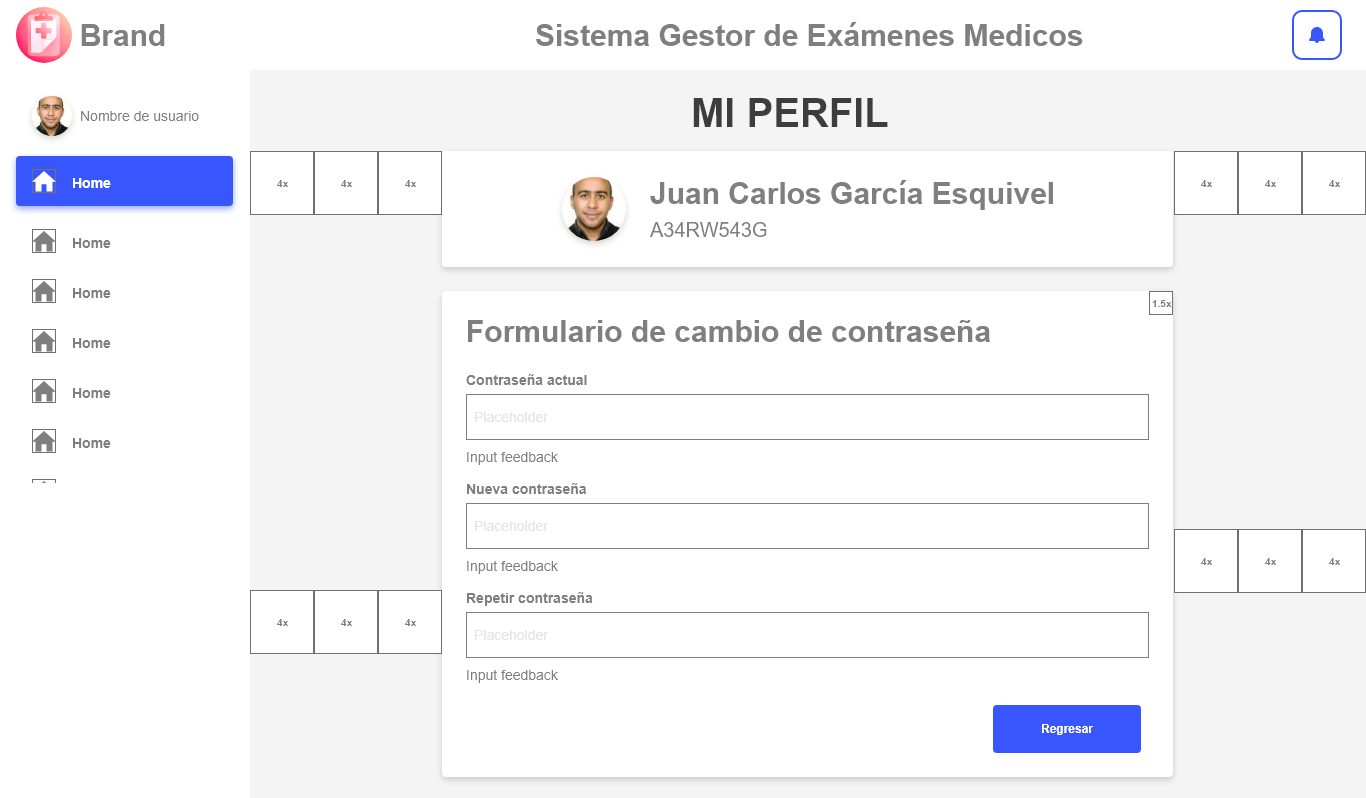 Brand
Sistema Gestor de Exámenes Medicos
Nombre de usuario
Home
Home
Home
Home
Home
Home
MI PERFIL
4x 4x 4x
4x 4x 4x
Juan Carlos García Esquivel
A34RW543G
1.5x
Formulario de cambio de contraseña
Contraseña actual
Placeholder
Input feedback
Nueva contraseña
Placeholder
Input feedback
4x 4x 4x
Repetir contraseña
4x 4x 4x
Placeholder
Input feedback
Regresar